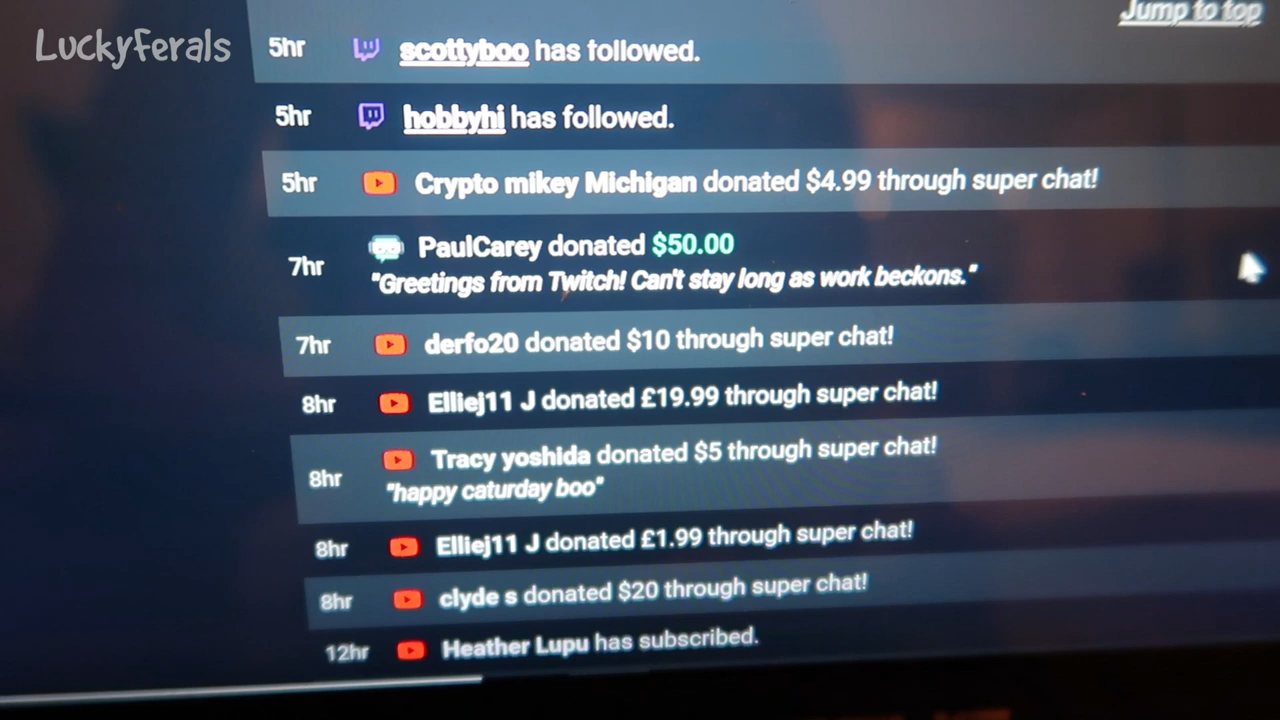 LuckyFerals
Jump to top
5hr scottyboo has followed.
5hr hobbyhi has followed.
5hr Crypto mikey Michigan donated $4.99 through super chat!
7hr PaulCarey donated $50.00
"Greetings from Twitch! Can't stay long as work beckons."
7hr derfo20 donated $10 through super chat!
8hr Elliej11 J donated £19.99 through super chat!
8hr Tracy yoshida donated $5 through super chat!
"happy caturday boo"
8hr Elliej11 J donated £1.99 through super chat!
8hr clyde s donated $20 through super chat!
12hr Heather Lupu has subscribed.